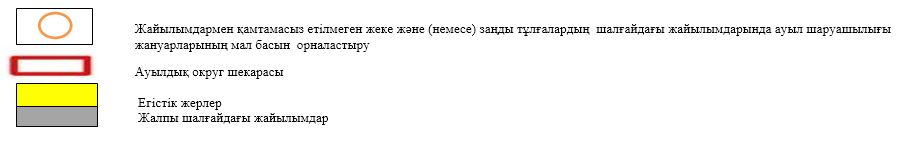 Жайылымдармен қамтамасыз етілмеген жеке және (немесе) заңды тұлғалардың шалғайдағы жайылымдарында ауыл шаруашылығы
жануарларының мал басын орналастыру
Ауылдық округ шекарасы
Егістік жерлер
Жалпы шалғайдағы жайылымдар